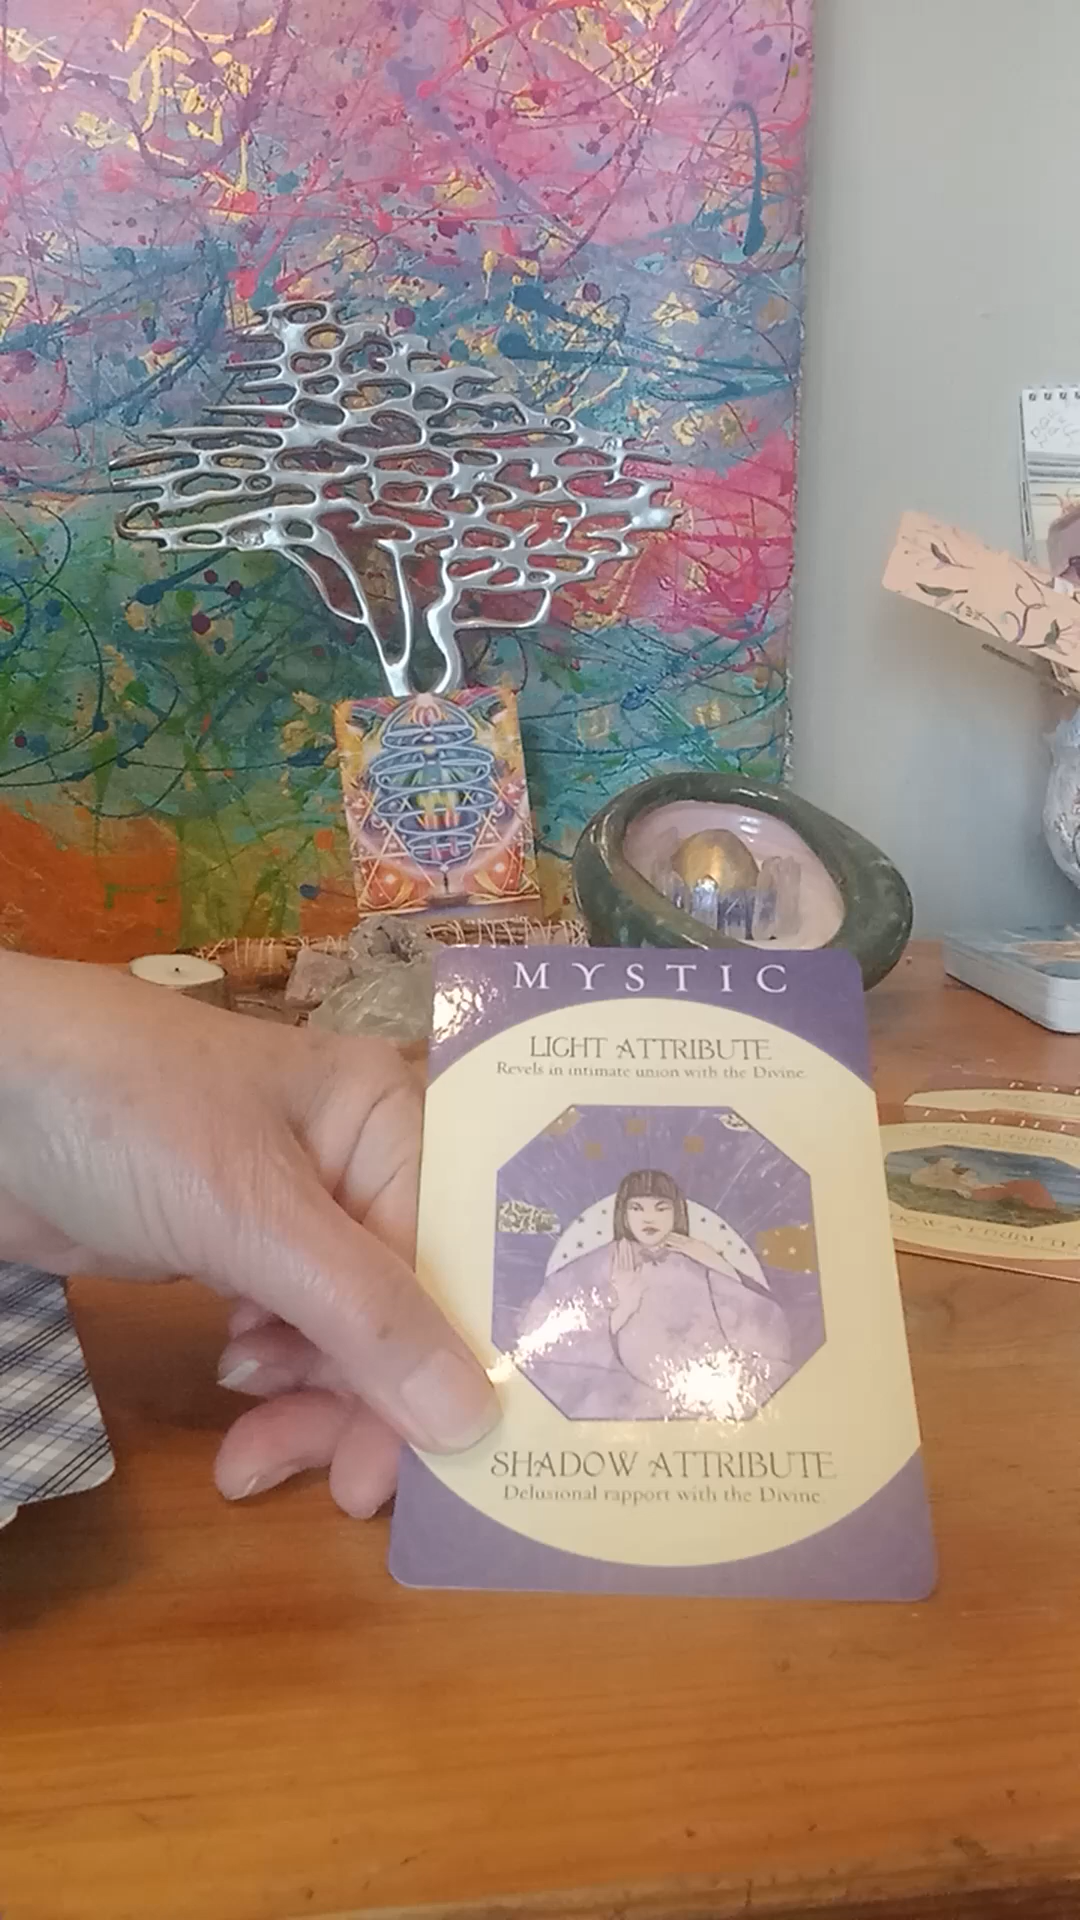 MYSTIC
LIGHT ATTRIBUTE
Revels in intimate union with the Divine.
SHADOW ATTRIBUTE
Delusional rapport with the Divine.